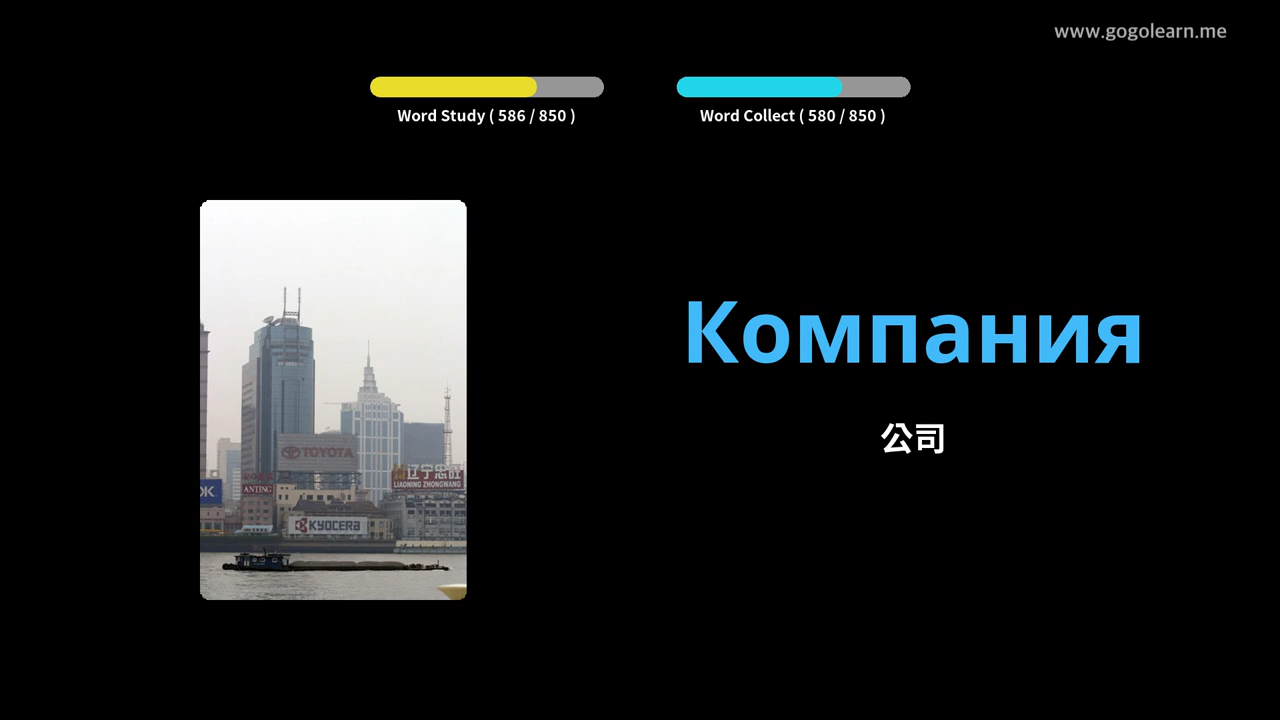 www.gogolearn.me
Word Study ( 586 / 850 )
Word Collect ( 580 / 850 )
Компания
公司
TOYOTA
辽宁忠旺
LIAONING ZHONGWANG
ANTING
KYOCERA